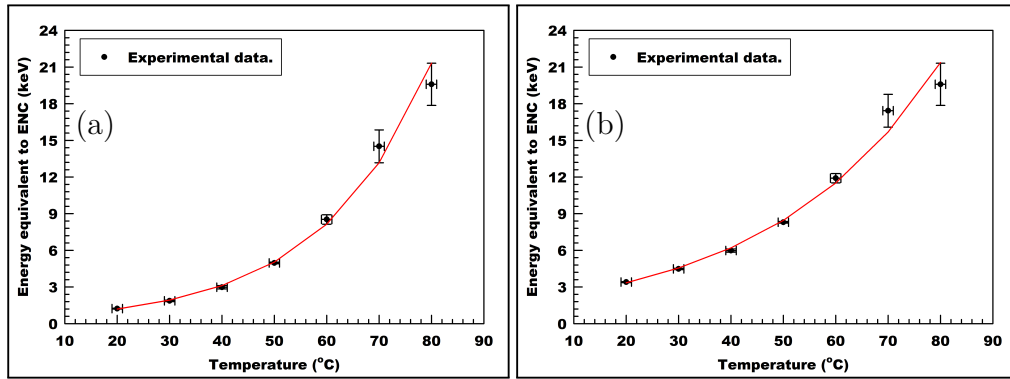 Energy equivalent to ENC (keV)
24
21
18
15
12
9
6
3
0
Experimental data.
(a)
10 20 30 40 50 60 70 80 90
Temperature (°C)
Energy equivalent to ENC (keV)
24
21
18
15
12
9
6
3
0
Experimental data.
(b)
10 20 30 40 50 60 70 80 90
Temperature (°C)